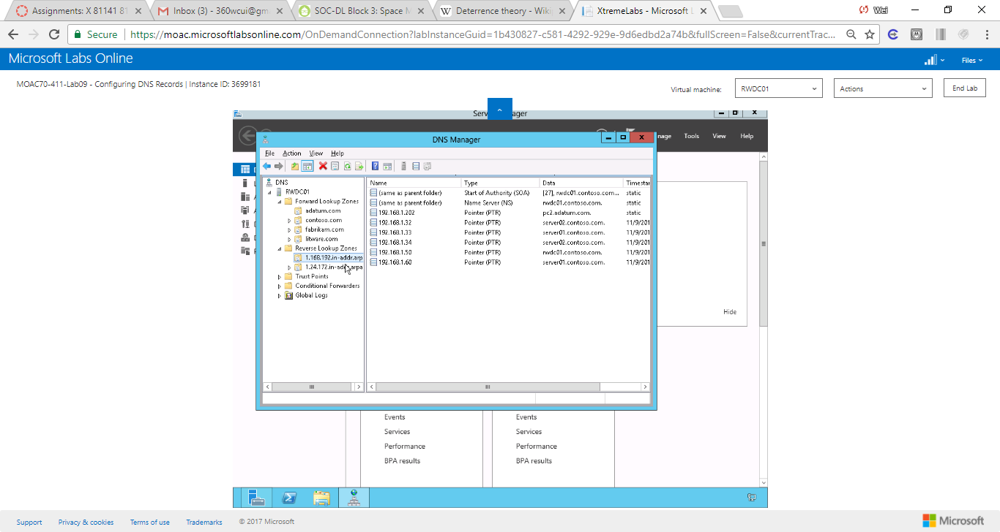 Assignments: X 81141 81
Inbox (3) - 360wcui@gm
SOC-DL Block 3: Space M
Deterrence theory - Wiki
XtremeLabs - Microsoft L
Wei
Secure
https://moac.microsoftlabsonline.com/OnDemandConnection?labInstanceGuid=1b430827-c581-4292-929e-9d6edbd2a74b&fullScreen=False&currentTrac...
Microsoft Labs Online
Files
MOAC70-411-Lab09 - Configuring DNS Records | Instance ID: 3699181
Virtual machine:
RWDC01
Actions
End Lab
Serv ager
nage Tools View Help
DNS Manager
File Action View Help
DNS
RWDC01
Forward Lookup Zones
adatum.com
contoso.com
fabrikam.com
litware.com
Reverse Lookup Zones
1.168.192.in-addr.arp
1.24.172.in-addr.arpa
Trust Points
Conditional Forwarders
Global Logs
Name Type Data Timestar
(same as parent folder) Start of Authority (SOA) [27], rwdc01.contoso.com... static
(same as parent folder) Name Server (NS) rwdc01.contoso.com. static
192.168.1.202 Pointer (PTR) pc2.adatum.com. static
192.168.1.32 Pointer (PTR) server02.contoso.com. 11/9/201
192.168.1.33 Pointer (PTR) server01.contoso.com. 11/9/201
192.168.1.34 Pointer (PTR) server02.contoso.com. 11/9/201
192.168.1.50 Pointer (PTR) rwdc01.contoso.com. 11/9/201
192.168.1.60 Pointer (PTR) server01.contoso.com. 11/9/201
Hide
Events Events
Services Services
Performance Performance
BPA results BPA results
Support Privacy & cookies Terms of use Trademarks © 2017 Microsoft
Microsoft